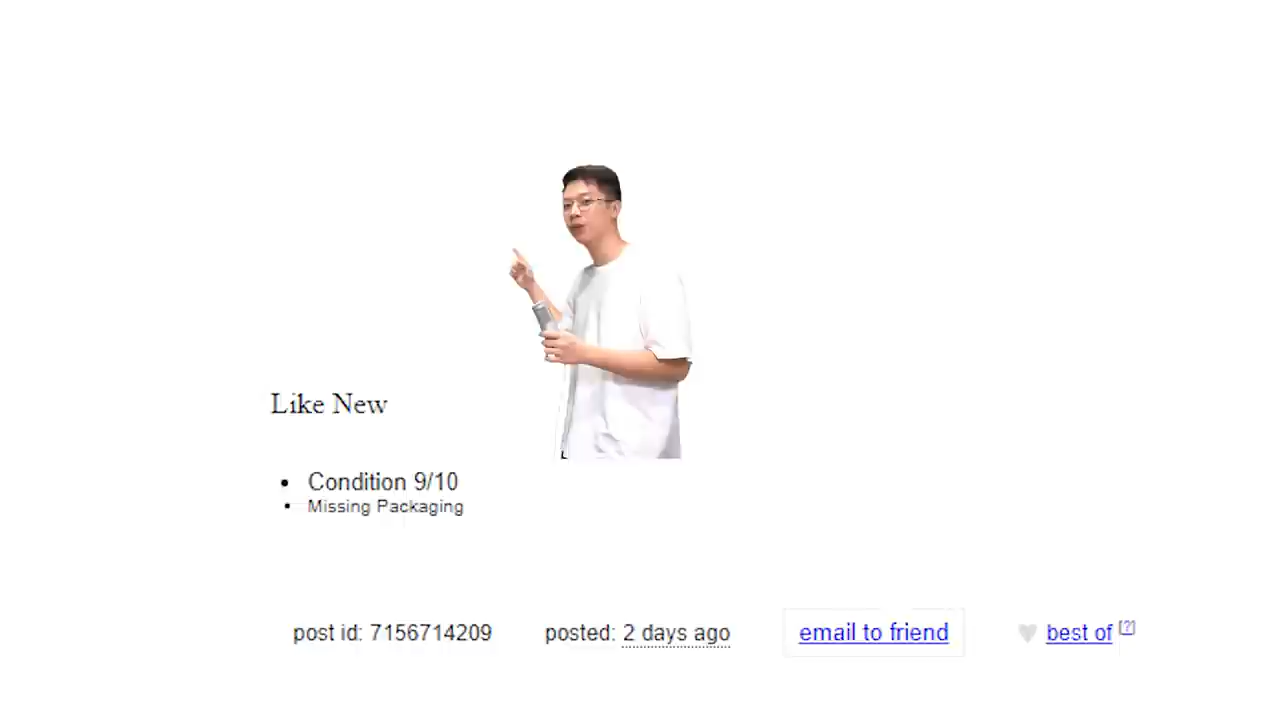 Like New
• Condition 9/10
• Missing Packaging
post id: 7156714209 posted: 2 days ago email to friend ♥ best of [?]